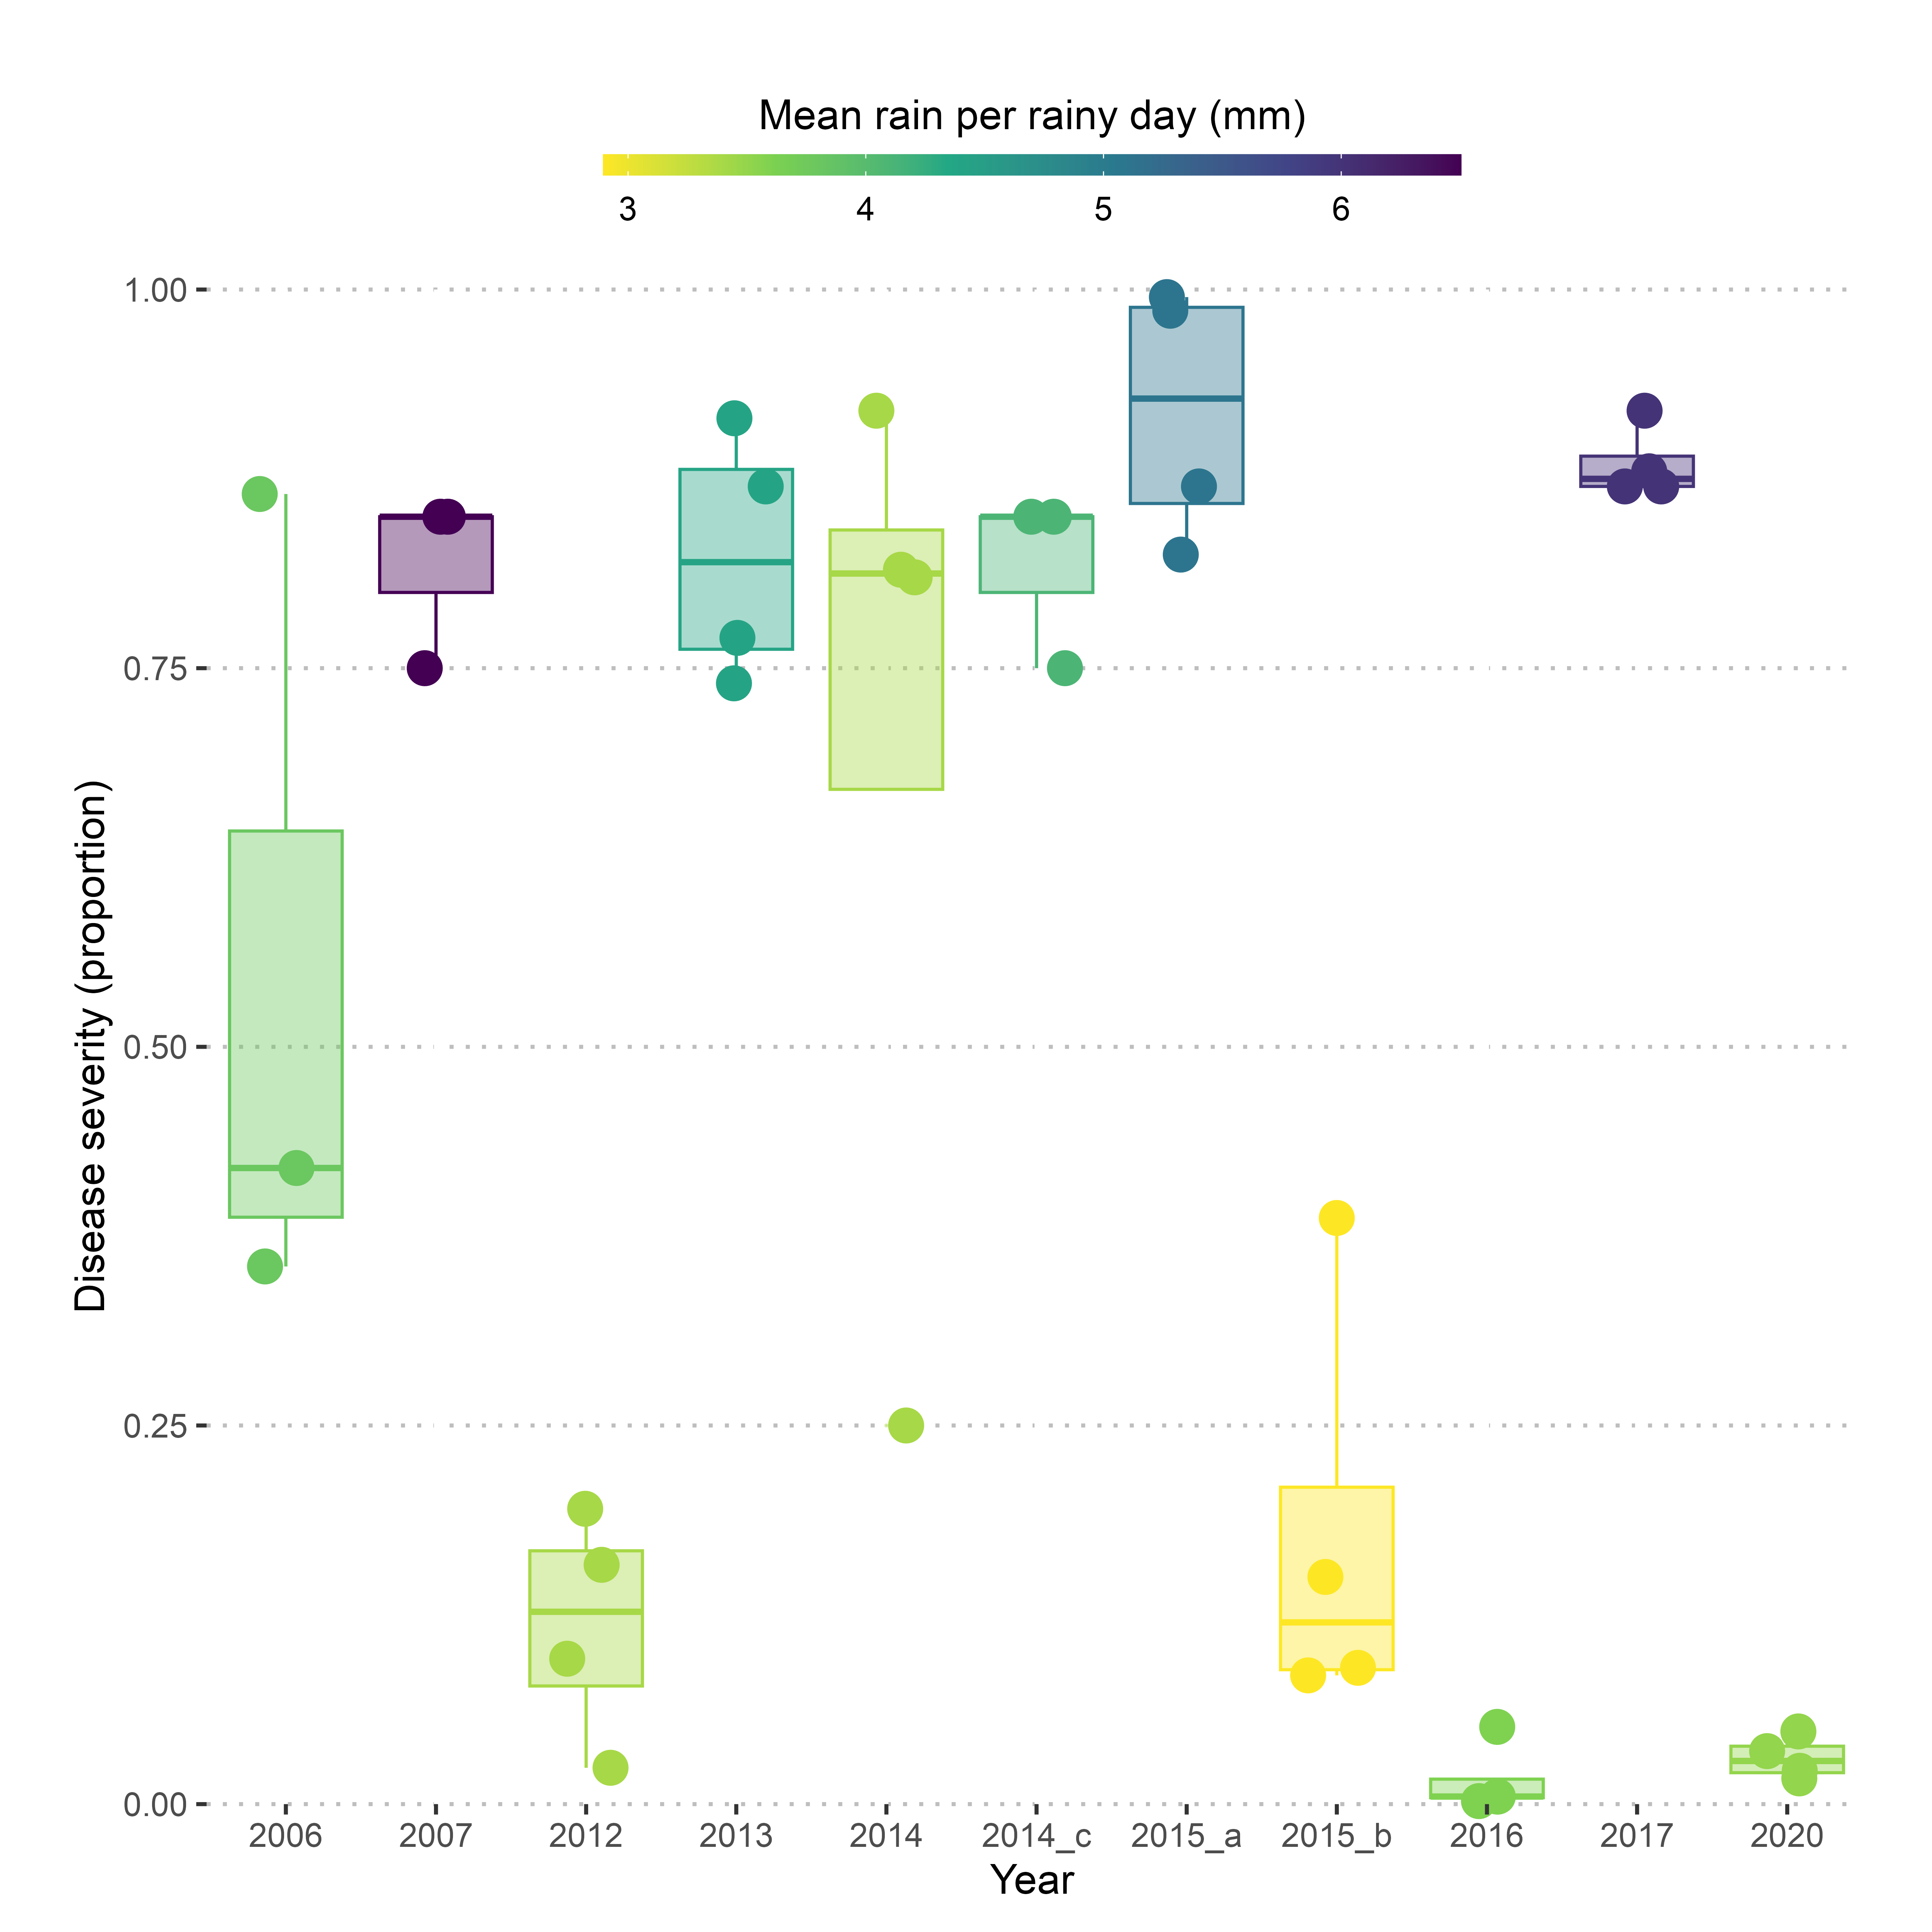 Mean rain per rainy day (mm)
3 4 5 6
1.00
0.75
0.50
0.25
0.00
Disease severity (proportion)
2006 2007 2012 2013 2014 2014_c 2015_a 2015_b 2016 2017 2020
Year